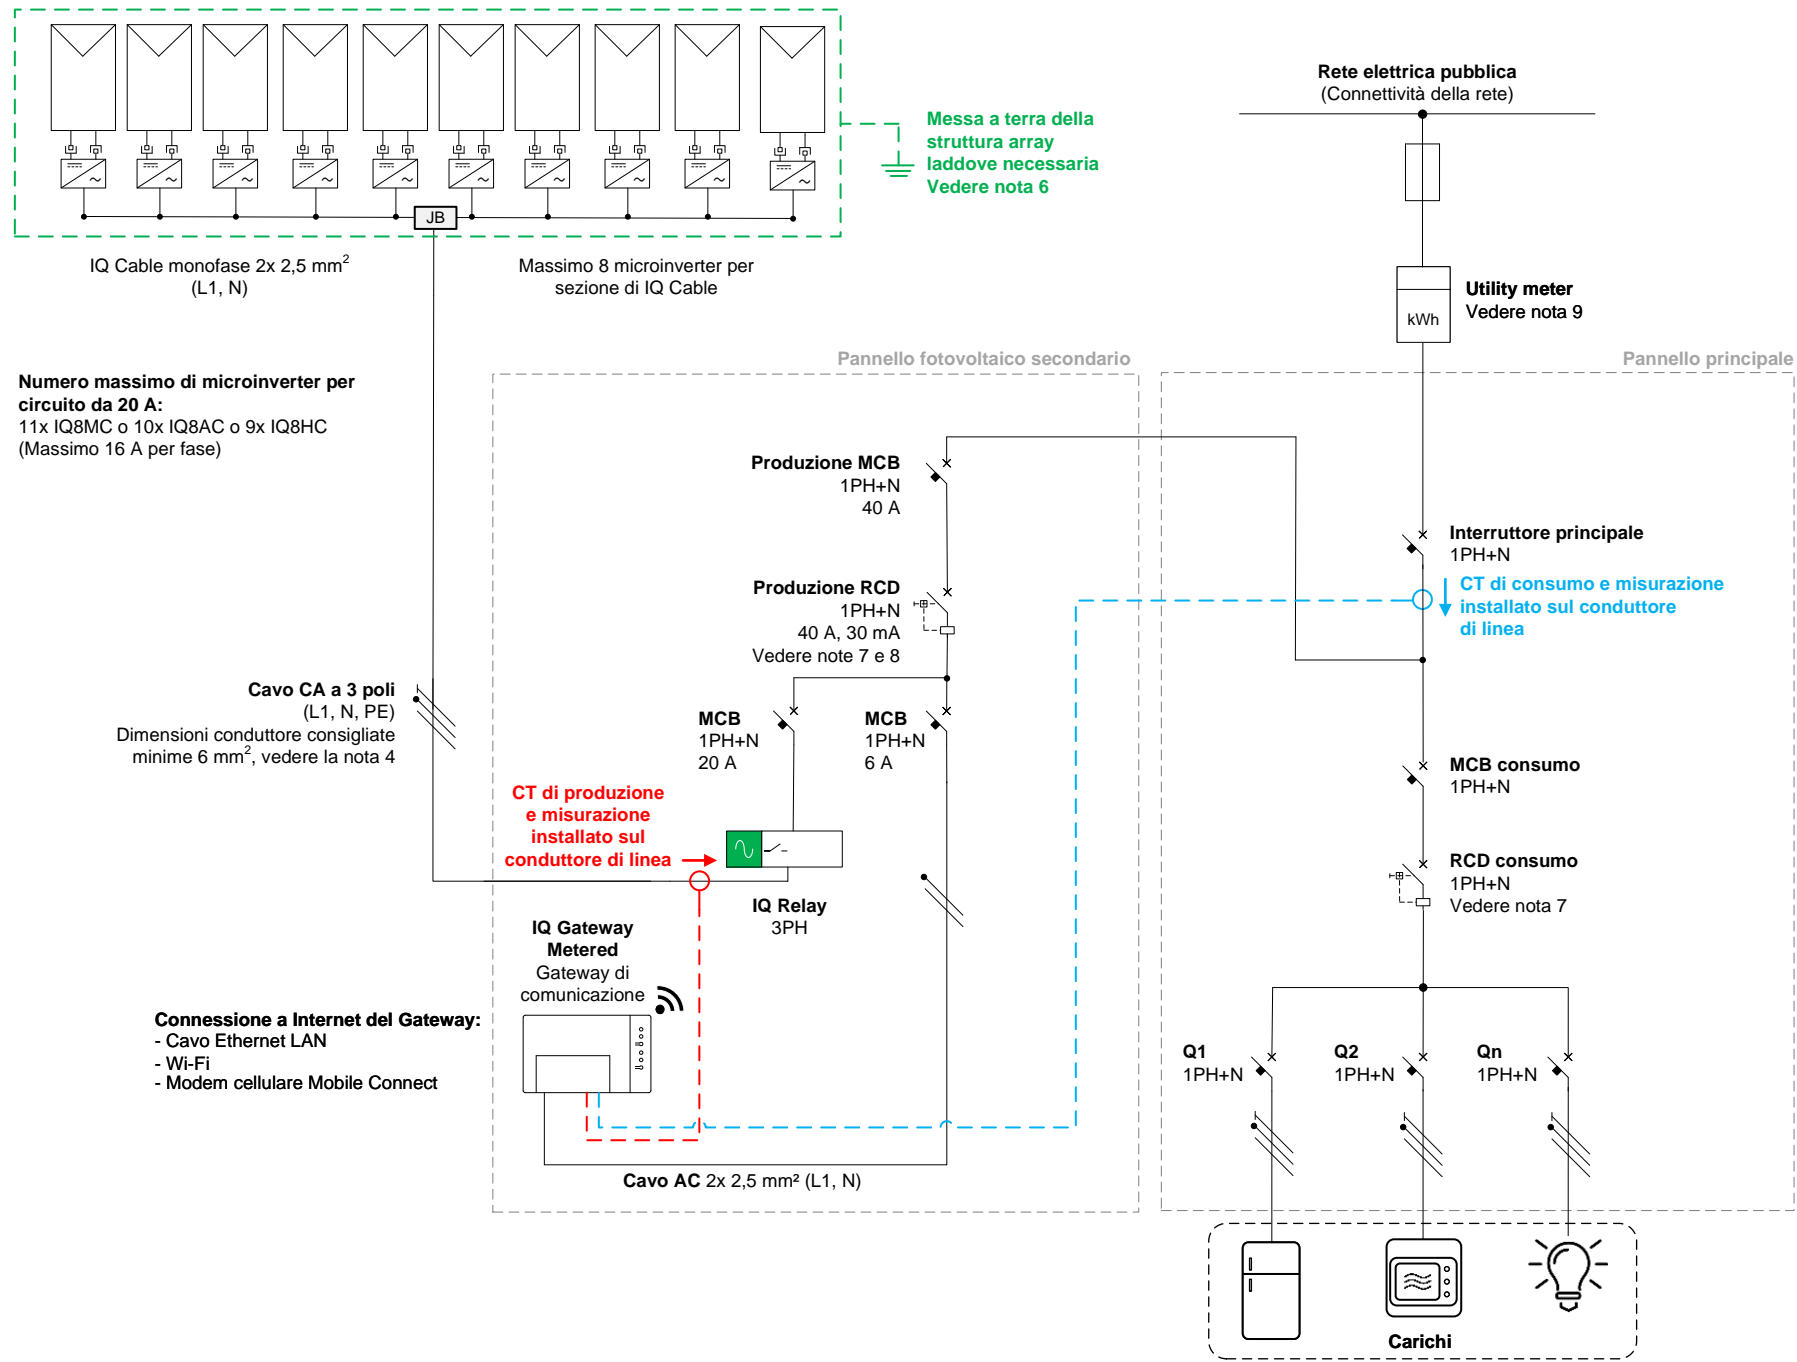 Rete elettrica pubblica
(Connettività della rete)
Messa a terra della
struttura array
laddove necessaria
Vedere nota 6
JB
IQ Cable monofase 2x 2,5 mm²
(L1, N)
Massimo 8 microinverter per
sezione di IQ Cable
kWh
Utility meter
Vedere nota 9
Pannello fotovoltaico secondario
Pannello principale
Numero massimo di microinverter per
circuito da 20 A:
11x IQ8MC o 10x IQ8AC o 9x IQ8HC
(Massimo 16 A per fase)
Produzione MCB
1PH+N
40 A
Interruttore principale
1PH+N
CT di consumo e misurazione
installato sul conduttore
di linea
Produzione RCD
1PH+N
40 A, 30 mA
Vedere note 7 e 8
Cavo CA a 3 poli
(L1, N, PE)
Dimensioni conduttore consigliate
minime 6 mm², vedere la nota 4
MCB
1PH+N
20 A
MCB
1PH+N
6 A
MCB consumo
1PH+N
CT di produzione
e misurazione
installato sul
conduttore di linea
RCD consumo
1PH+N
Vedere nota 7
IQ Relay
3PH
IQ Gateway
Metered
Gateway di
comunicazione
Connessione a Internet del Gateway:
- Cavo Ethernet LAN
- Wi-Fi
- Modem cellulare Mobile Connect
Q1
1PH+N
Q2
1PH+N
Qn
1PH+N
Cavo AC 2x 2,5 mm² (L1, N)
Carichi